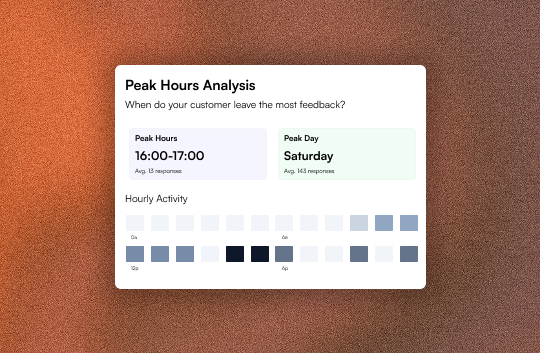 Peak Hours Analysis
When do your customer leave the most feedback?
Peak Hours
16:00-17:00
Avg. 13 responses
Peak Day
Saturday
Avg. 143 responses
Hourly Activity
0a
6a
12p
6p